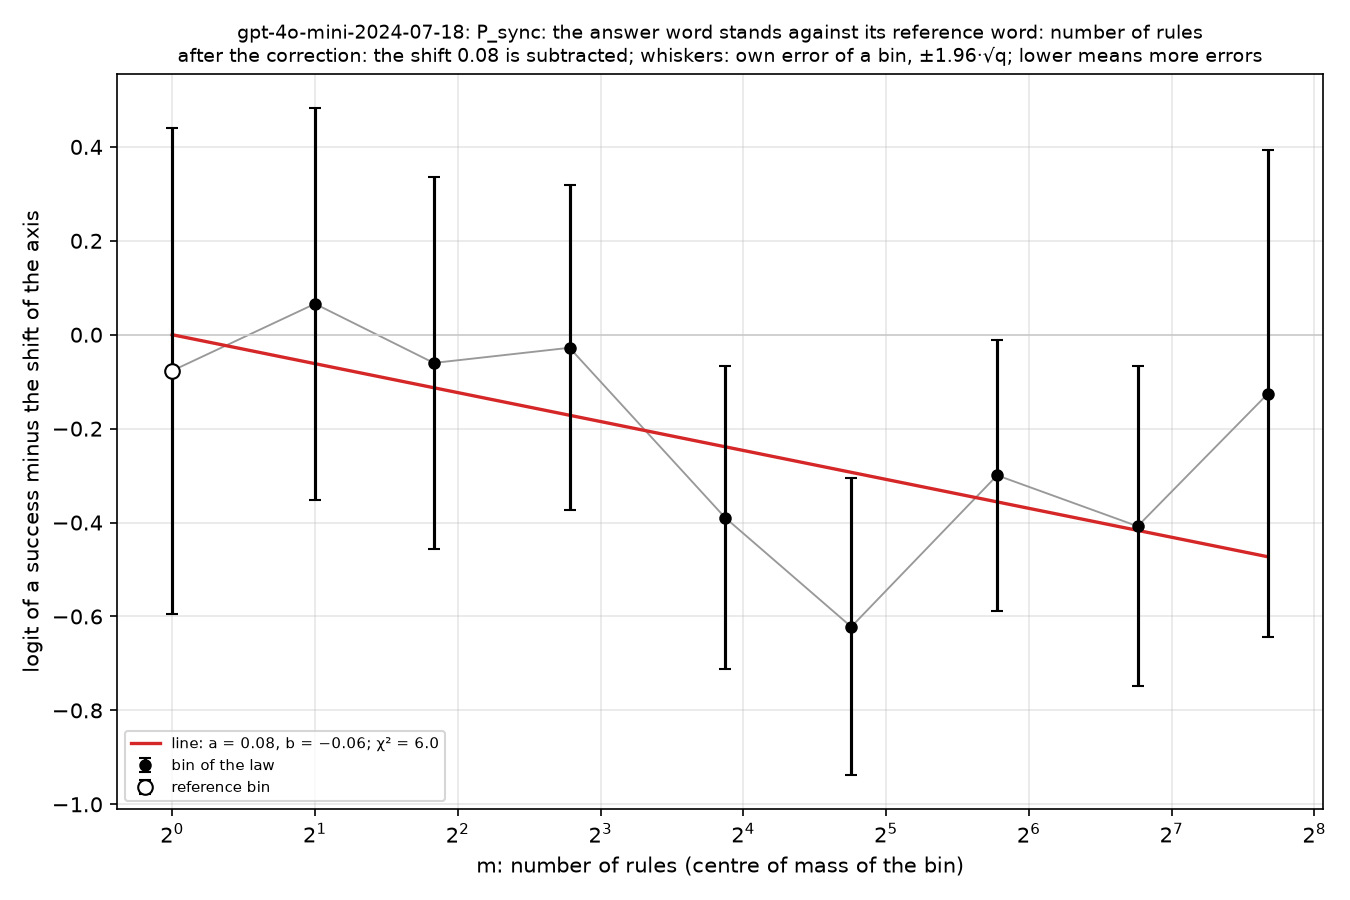 gpt-4o-mini-2024-07-18: P_sync: the answer word stands against its reference word: number of rules
after the correction: the shift 0.08 is subtracted; whiskers: own error of a bin, ±1.96·√q; lower means more errors
logit of a success minus the shift of the axis
0.4
0.2
0.0
−0.2
−0.4
−0.6
−0.8
−1.0
line: a = 0.08, b = −0.06; χ² = 6.0
bin of the law
reference bin
2⁰ 2¹ 2² 2³ 2⁴ 2⁵ 2⁶ 2⁷ 2⁸
m: number of rules (centre of mass of the bin)